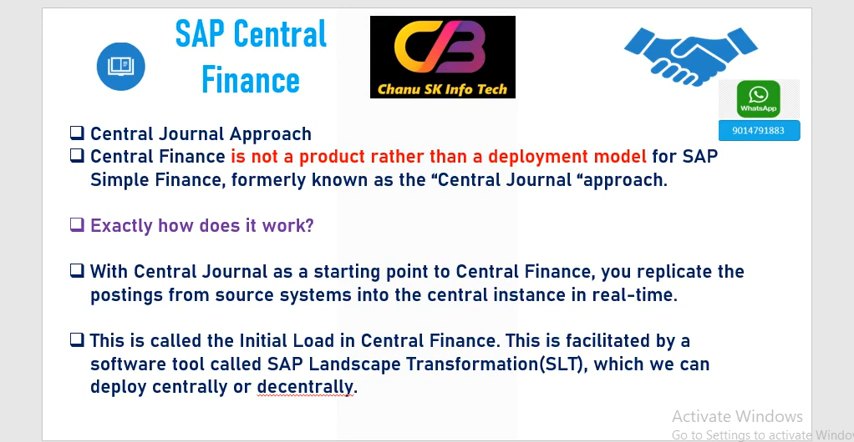 SAP Central
Finance
Chanu SK Info Tech
WhatsApp
9014791883
❑ Central Journal Approach
❑ Central Finance is not a product rather than a deployment model for SAP
Simple Finance, formerly known as the “Central Journal “approach.
❑ Exactly how does it work?
❑ With Central Journal as a starting point to Central Finance, you replicate the
postings from source systems into the central instance in real-time.
❑ This is called the Initial Load in Central Finance. This is facilitated by a
software tool called SAP Landscape Transformation(SLT), which we can
deploy centrally or decentrally.
Activate Windows
Go to Settings to activate Windo